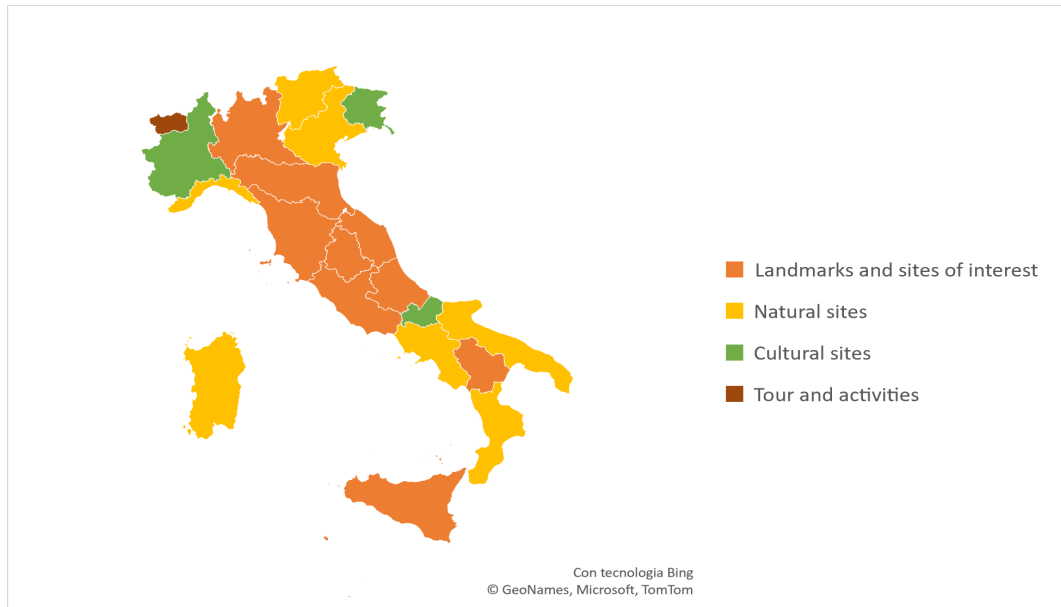 Landmarks and sites of interest
Natural sites
Cultural sites
Tour and activities
Con tecnologia Bing
© GeoNames, Microsoft, TomTom